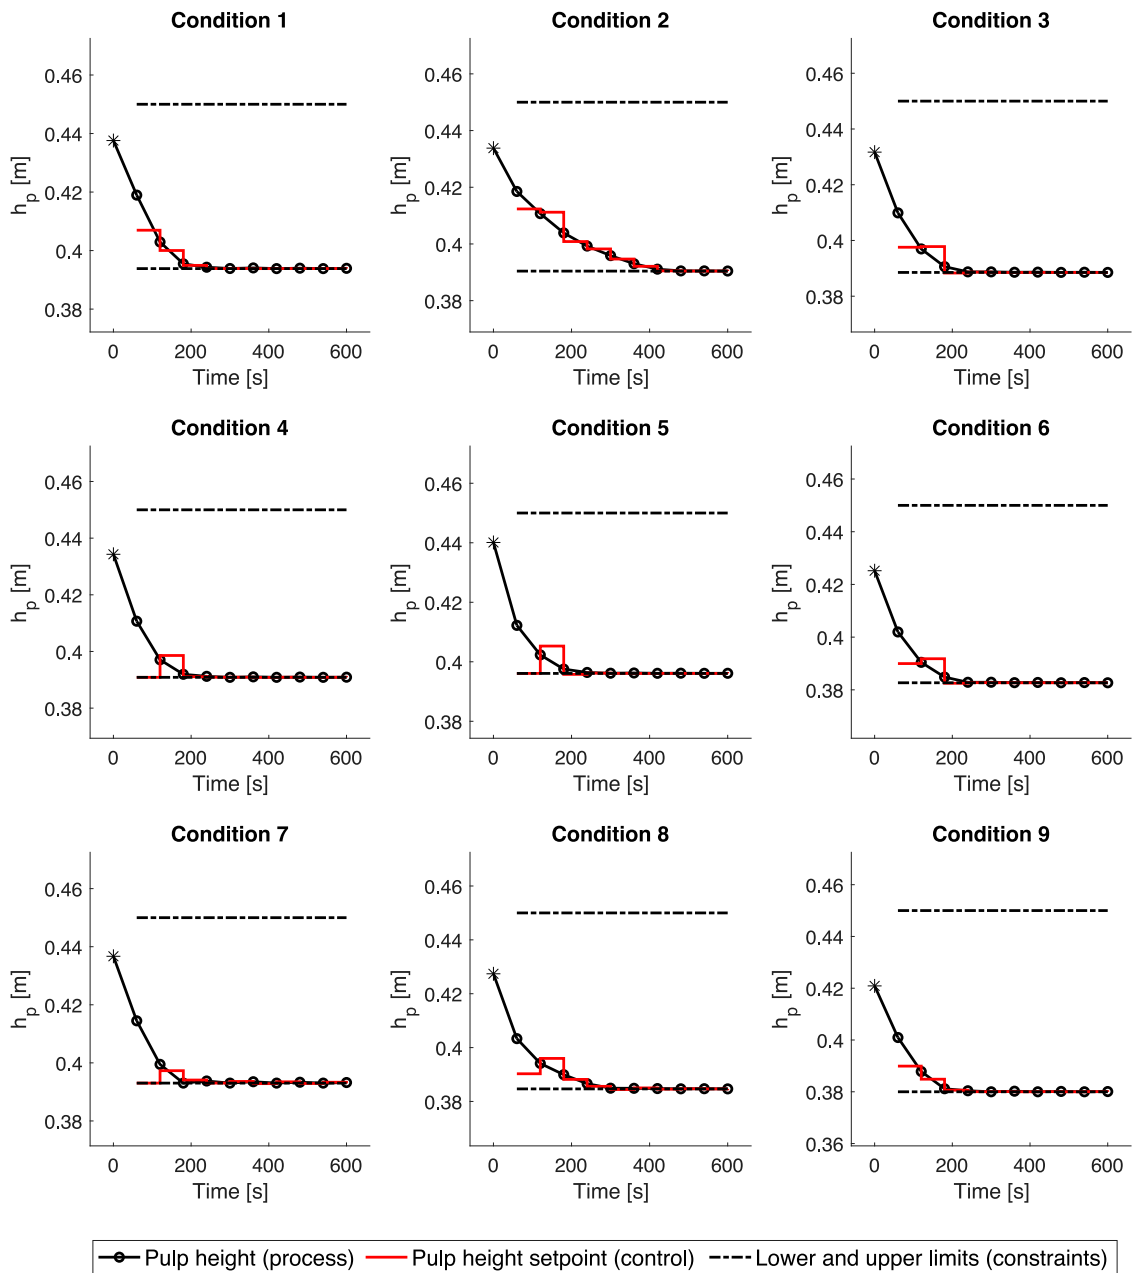 Condition 1
Condition 2
Condition 3
h_p [m]
0.46
0.44
0.42
0.4
0.38
0
200
400
600
Time [s]
h_p [m]
0.46
0.44
0.42
0.4
0.38
0
200
400
600
Time [s]
h_p [m]
0.46
0.44
0.42
0.4
0.38
0
200
400
600
Time [s]
Condition 4
Condition 5
Condition 6
h_p [m]
0.46
0.44
0.42
0.4
0.38
0
200
400
600
Time [s]
h_p [m]
0.46
0.44
0.42
0.4
0.38
0
200
400
600
Time [s]
h_p [m]
0.46
0.44
0.42
0.4
0.38
0
200
400
600
Time [s]
Condition 7
Condition 8
Condition 9
h_p [m]
0.46
0.44
0.42
0.4
0.38
0
200
400
600
Time [s]
h_p [m]
0.46
0.44
0.42
0.4
0.38
0
200
400
600
Time [s]
h_p [m]
0.46
0.44
0.42
0.4
0.38
0.36
0
200
400
600
Time [s]
Pulp height (process)
Pulp height setpoint (control)
Lower and upper limits (constraints)